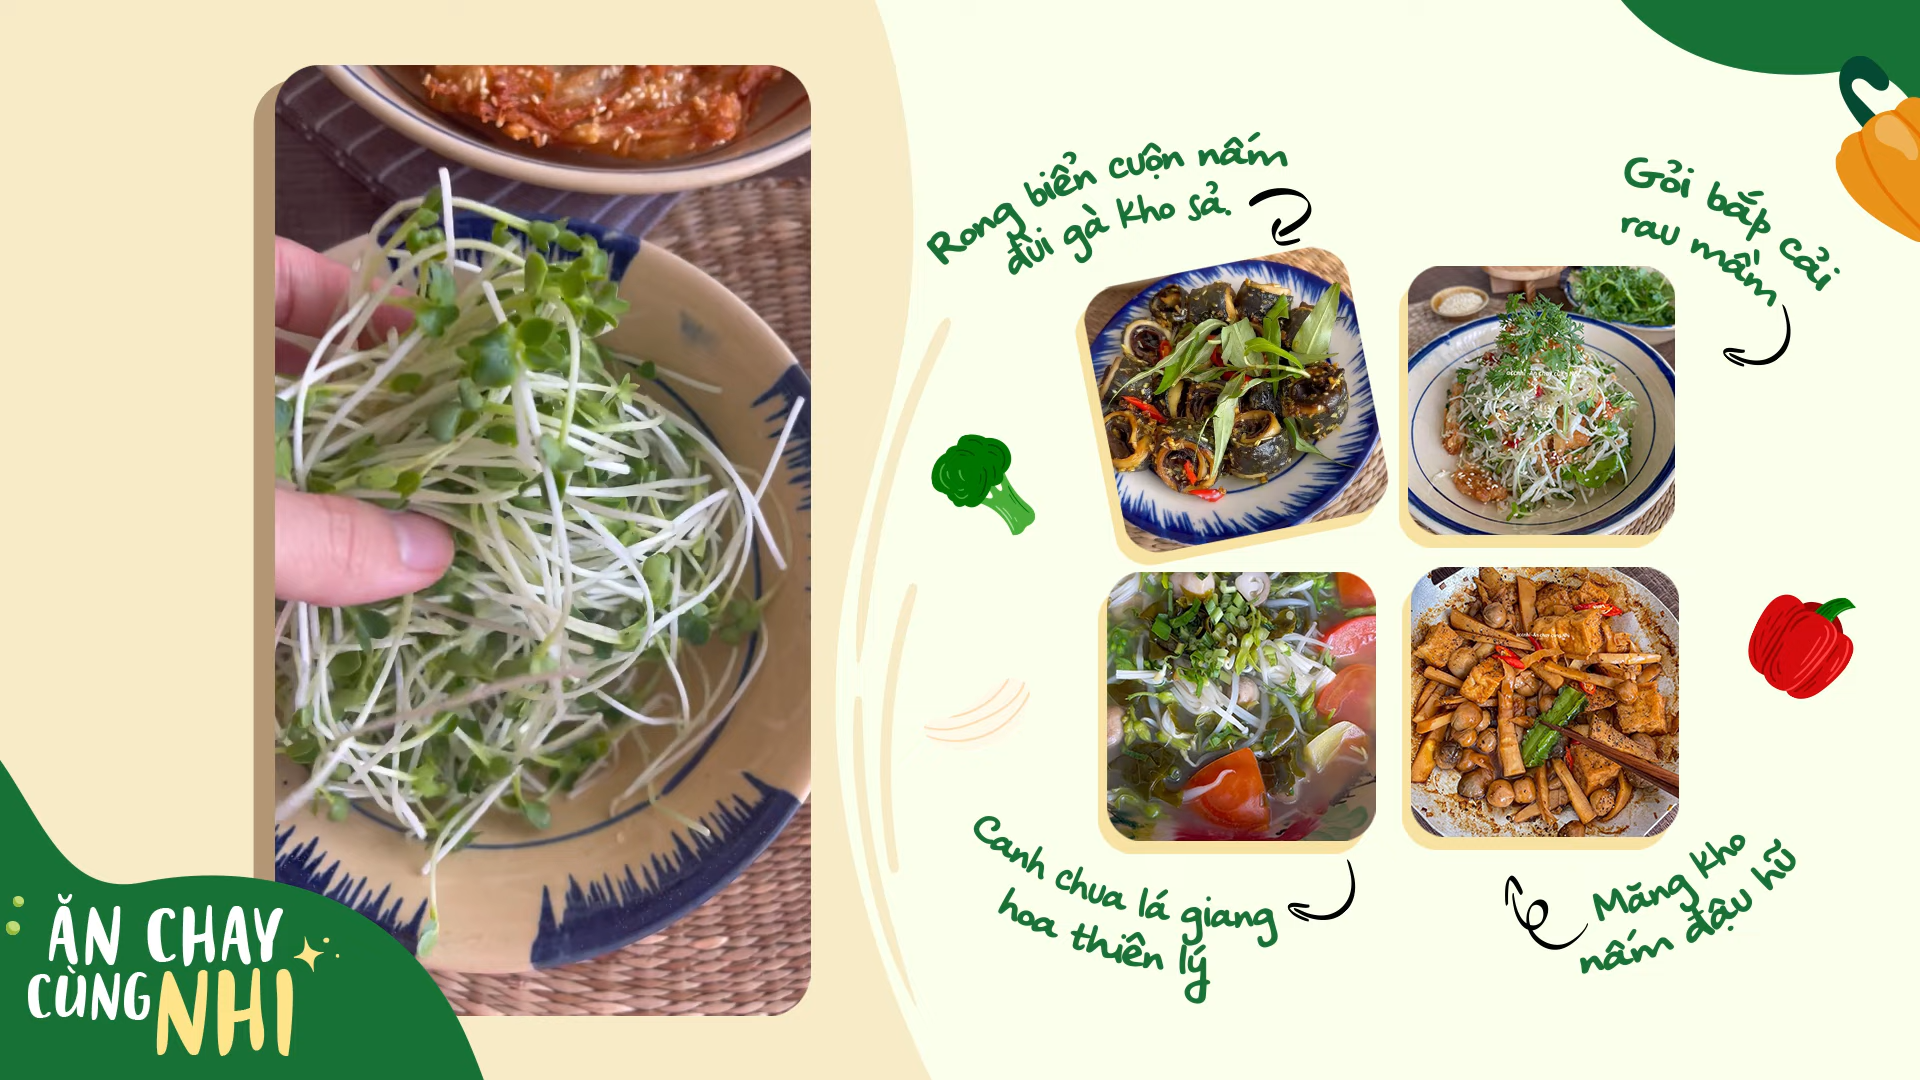 Rong biển cuộn nấm
đùi gà kho sả.
Gỏi bắp cải
rau mầm
Canh chua lá giang
hoa thiên lý
Măng kho
nấm đậu hũ
ĂN CHAY
CÙNG NHI